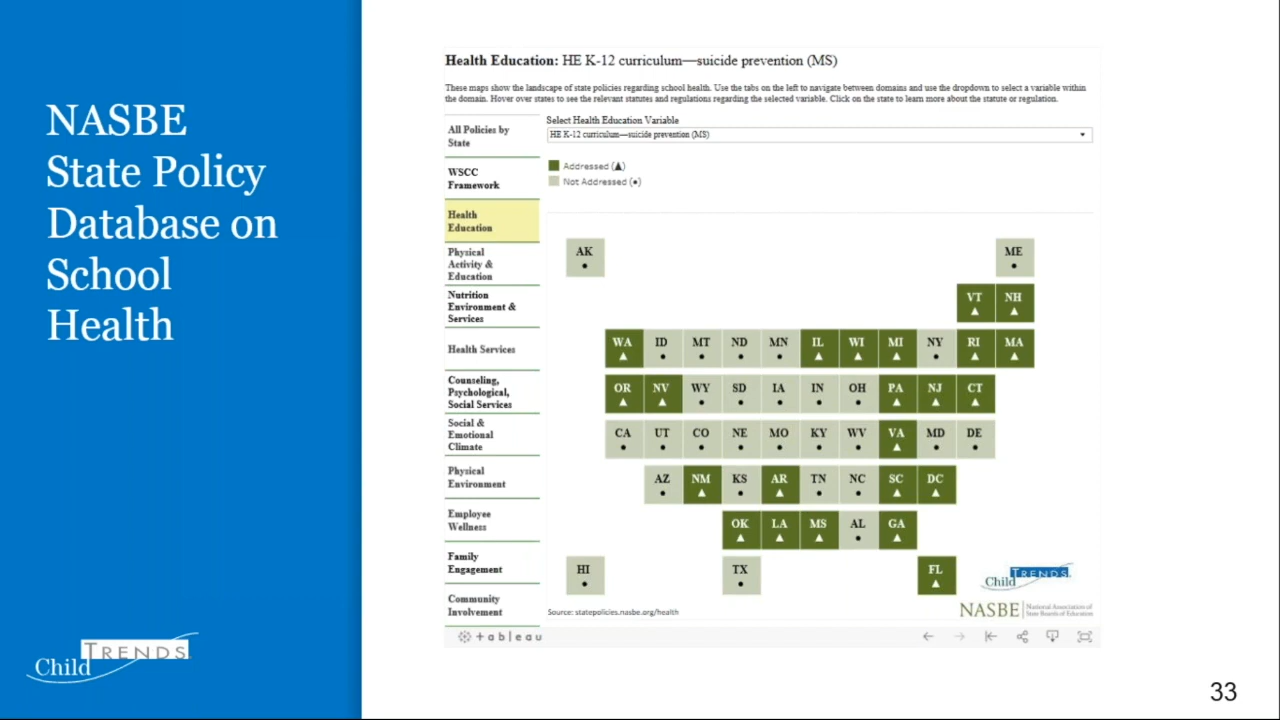 NASBE
State Policy
Database on
School
Health
Child TRENDS
Health Education: HE K-12 curriculum—suicide prevention (MS)
These maps show the landscape of state policies regarding school health. Use the tabs on the left to navigate between domains and use the dropdown to select a variable within
the domain. Hover over states to see the relevant statutes and regulations regarding the selected variable. Click on the state to learn more about the statute or regulation.
All Policies by
State
WSCC
Framework
Health
Education
Physical
Activity &
Education
Nutrition
Environment &
Services
Health Services
Counseling,
Psychological,
Social Services
Social &
Emotional
Climate
Physical
Environment
Employee
Wellness
Family
Engagement
Community
Involvement
Select Health Education Variable
HE K-12 curriculum—suicide prevention (MS)
Addressed (▲)
Not Addressed (●)
AK ME
VT NH
WA ID MT ND MN IL WI MI NY RI MA
OR NV WY SD IA IN OH PA NJ CT
CA UT CO NE MO KY WV VA MD DE
AZ NM KS AR TN NC SC DC
OK LA MS AL GA
HI TX FL
Child TRENDS
Source: statepolicies.nasbe.org/health
NASBE National Association of
State Boards of Education
+ableau
33